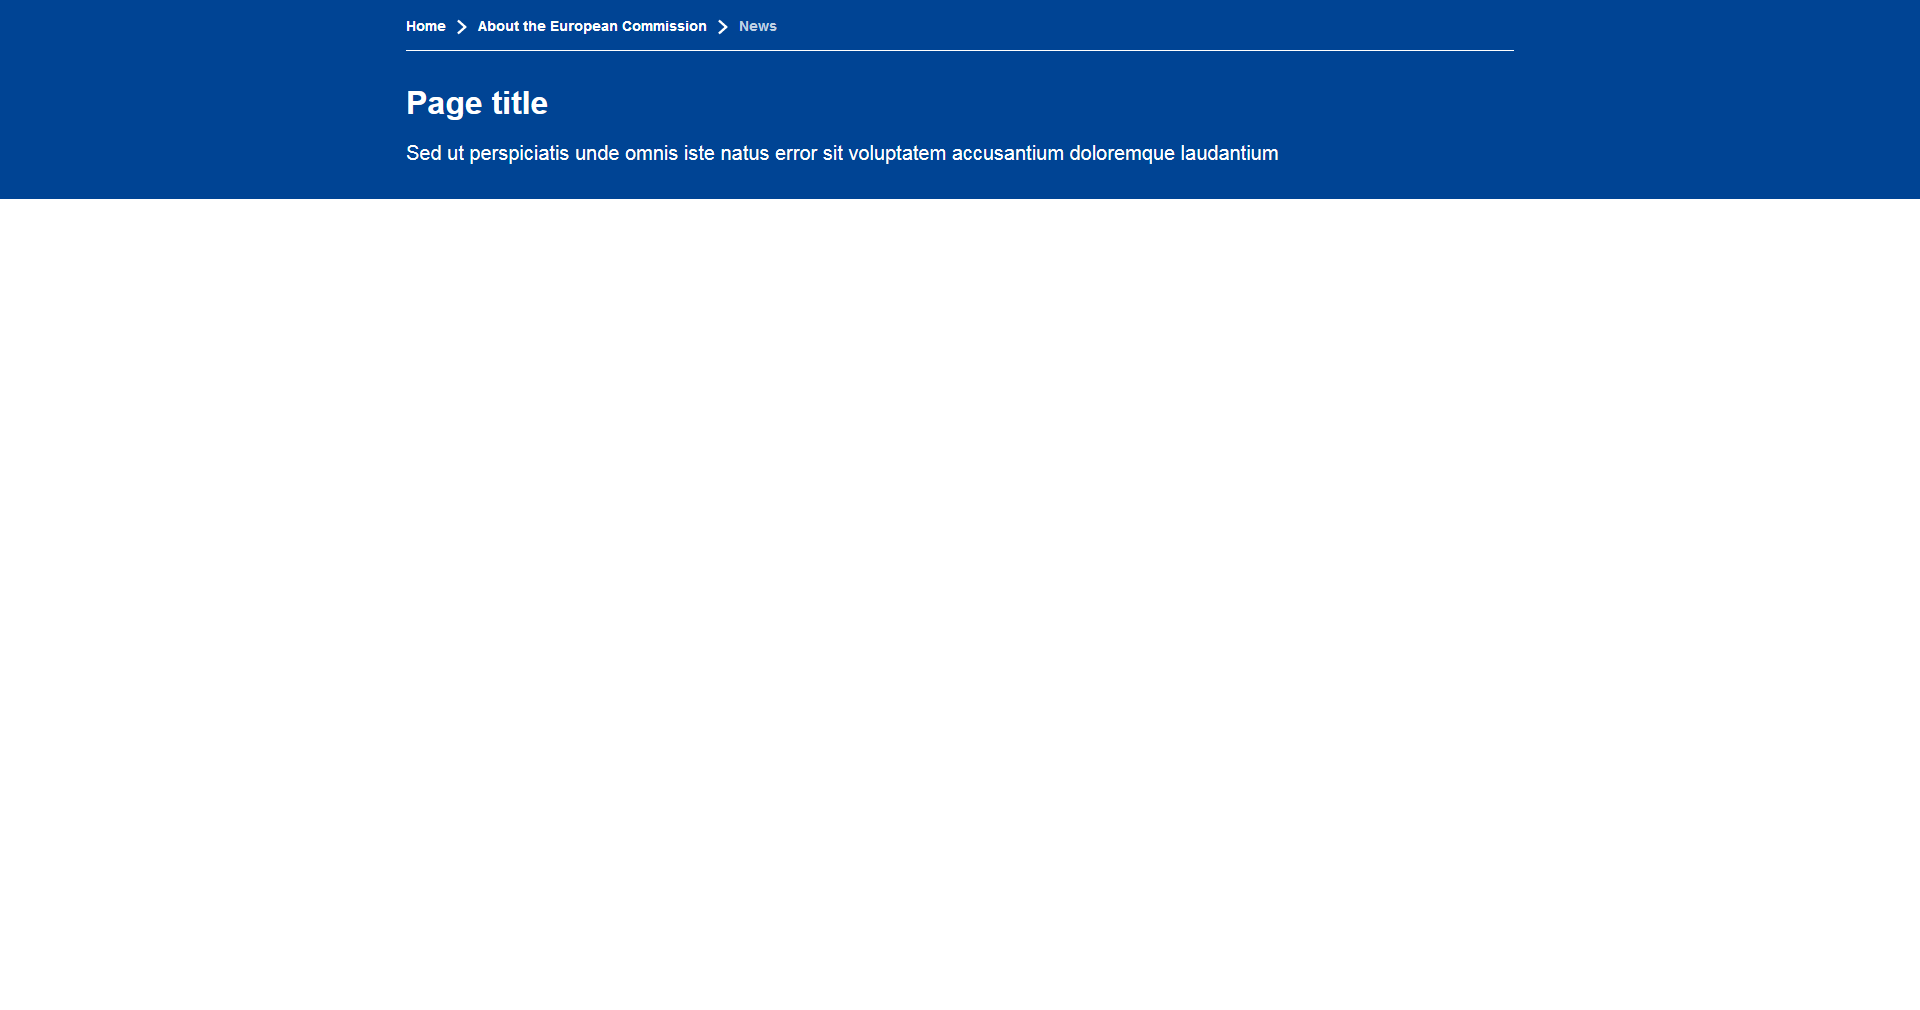 Home About the European Commission News
Page title
Sed ut perspiciatis unde omnis iste natus error sit voluptatem accusantium doloremque laudantium